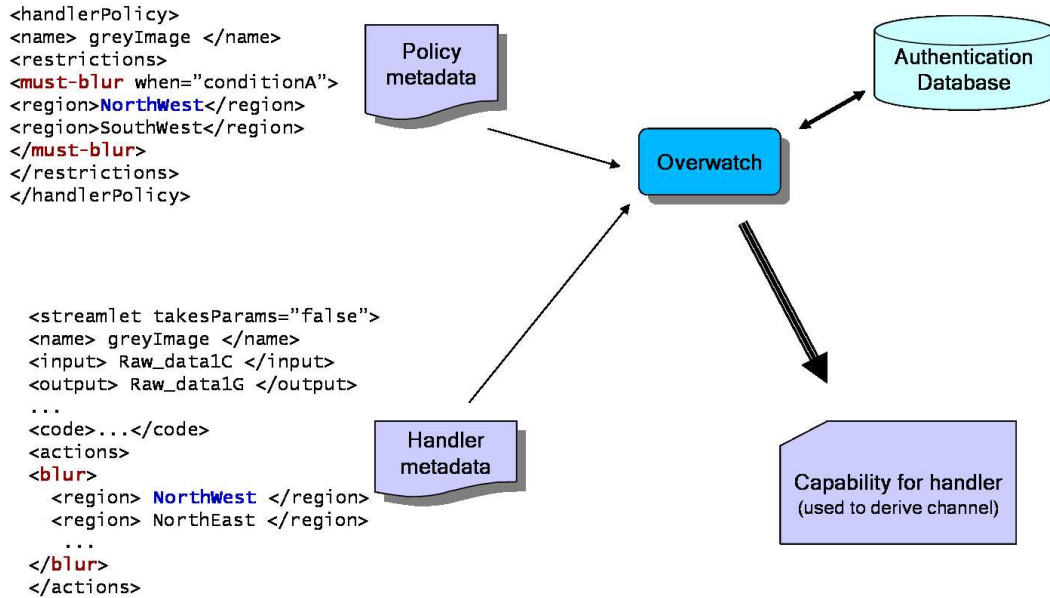 <handlerPolicy>
<name> greyImage </name>
<restrictions>
<must-blur when=”conditionA”>
<region>NorthWest</region>
<region>SouthWest</region>
</must-blur>
</restrictions>
</handlerPolicy>
Policy
metadata
Authentication
Database
Overwatch
<streamlet takesParams=”false”>
<name> greyImage </name>
<input> Raw_data1C </input>
<output> Raw_data1G </output>
...
<code>...</code>
<actions>
<blur>
<region> NorthWest </region>
<region> NorthEast </region>
...
</blur>
</actions>
Handler
metadata
Capability for handler
(used to derive channel)